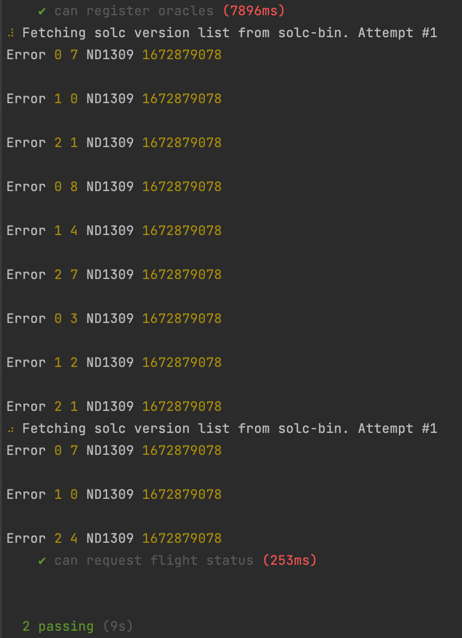 ✔ can register oracles (7896ms)
⠼ Fetching solc version list from solc-bin. Attempt #1
Error 0 7 ND1309 1672879078
Error 1 0 ND1309 1672879078
Error 2 1 ND1309 1672879078
Error 0 8 ND1309 1672879078
Error 1 4 ND1309 1672879078
Error 2 7 ND1309 1672879078
Error 0 3 ND1309 1672879078
Error 1 2 ND1309 1672879078
Error 2 1 ND1309 1672879078
⠴ Fetching solc version list from solc-bin. Attempt #1
Error 0 7 ND1309 1672879078
Error 1 0 ND1309 1672879078
Error 2 4 ND1309 1672879078
✔ can request flight status (253ms)
2 passing (9s)